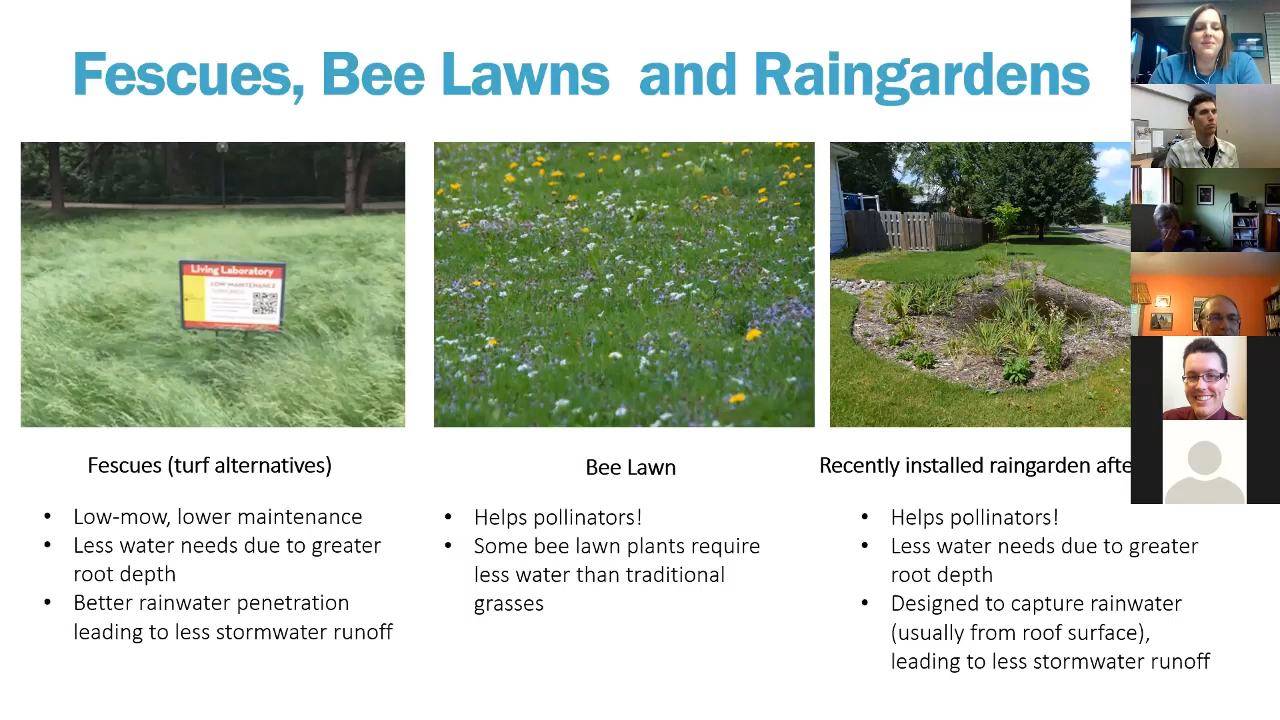 Fescues, Bee Lawns and Raingardens
Living Laboratory
LOW MAINTENANCE
Fescues (turf alternatives)
• Low-mow, lower maintenance
• Less water needs due to greater
root depth
• Better rainwater penetration
leading to less stormwater runoff
Bee Lawn
• Helps pollinators!
• Some bee lawn plants require
less water than traditional
grasses
Recently installed raingarden afte
• Helps pollinators!
• Less water needs due to greater
root depth
• Designed to capture rainwater
(usually from roof surface),
leading to less stormwater runoff